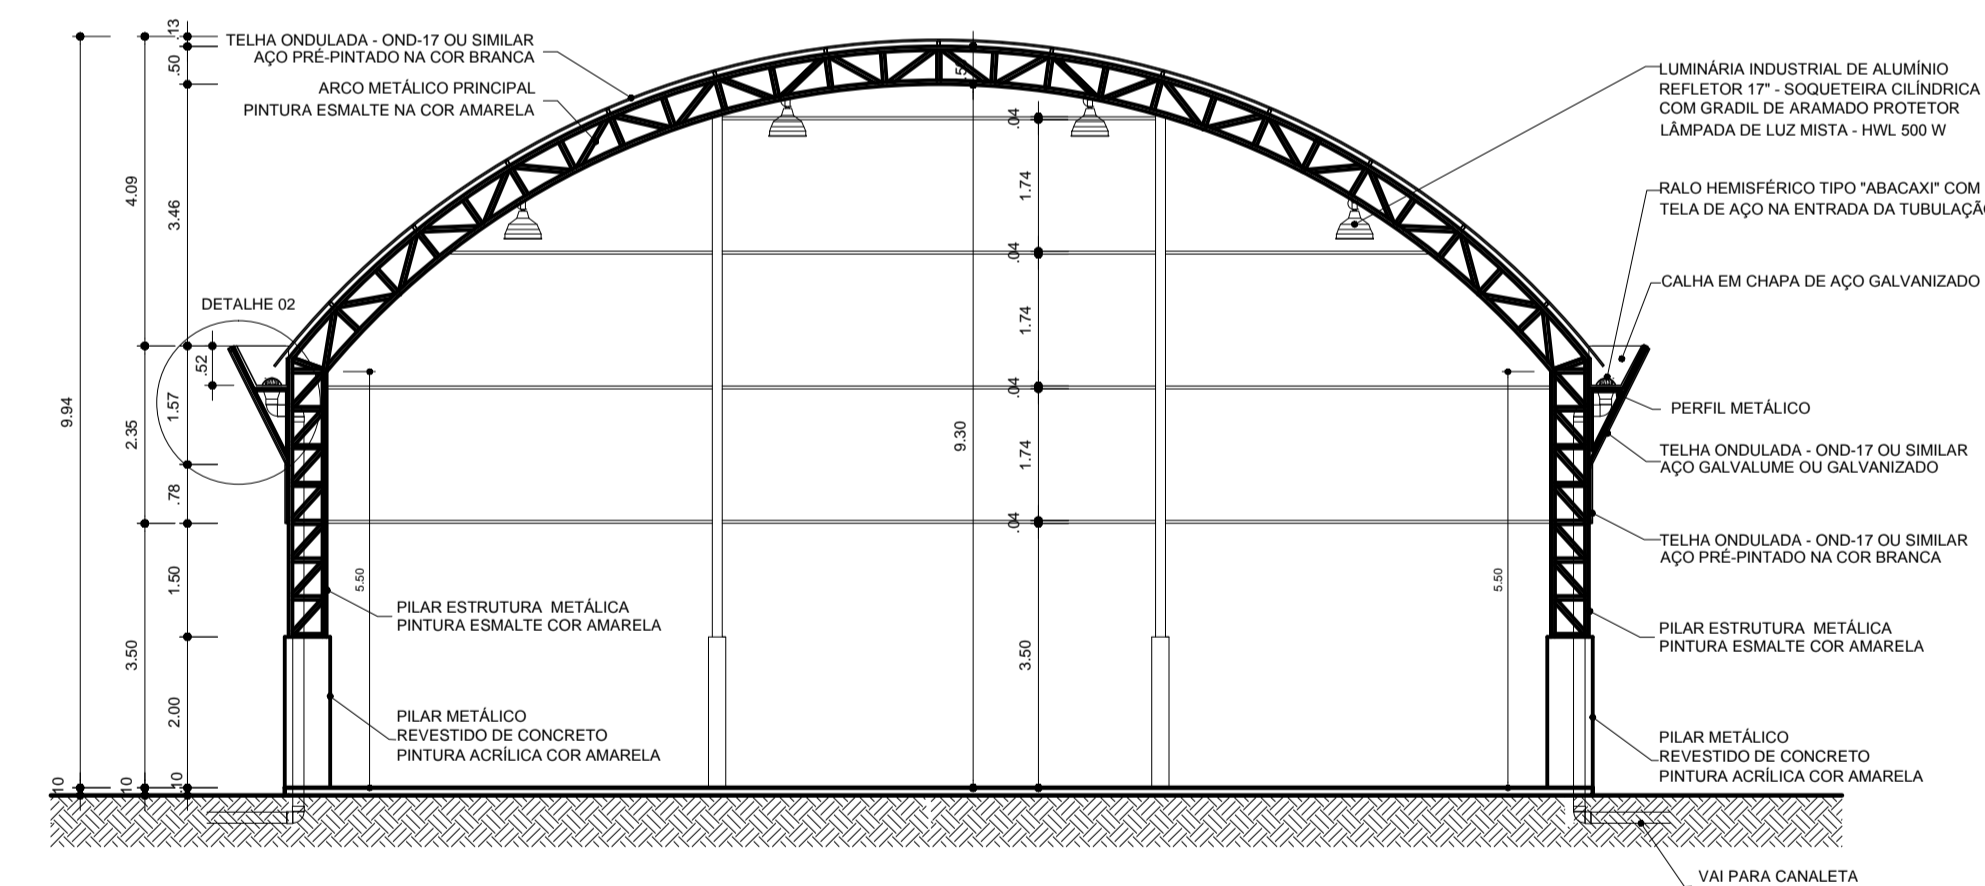 TELHA ONDULADA - OND-17 OU SIMILAR
AÇO PRÉ-PINTADO NA COR BRANCA
ARCO METÁLICO PRINCIPAL
PINTURA ESMALTE NA COR AMARELA
LUMINÁRIA INDUSTRIAL DE ALUMÍNIO
REFLETOR 17" - SOQUETEIRA CILÍNDRICA
COM GRADIL DE ARAMADO PROTETOR
LÂMPADA DE LUZ MISTA - HWL 500 W
RALO HEMISFÉRICO TIPO "ABACAXI" COM
TELA DE AÇO NA ENTRADA DA TUBULAÇÃO
CALHA EM CHAPA DE AÇO GALVANIZADO
DETALHE 02
PERFIL METÁLICO
TELHA ONDULADA - OND-17 OU SIMILAR
AÇO GALVALUME OU GALVANIZADO
TELHA ONDULADA - OND-17 OU SIMILAR
AÇO PRÉ-PINTADO NA COR BRANCA
PILAR ESTRUTURA METÁLICA
PINTURA ESMALTE COR AMARELA
PILAR ESTRUTURA METÁLICA
PINTURA ESMALTE COR AMARELA
PILAR METÁLICO
REVESTIDO DE CONCRETO
PINTURA ACRÍLICA COR AMARELA
PILAR METÁLICO
REVESTIDO DE CONCRETO
PINTURA ACRÍLICA COR AMARELA
VAI PARA CANALETA
9.94
.10
4.09
2.35
3.50
.10
.13
.50
3.46
1.57
.78
1.50
2.00
.10
.52
5.50
9.30
.04
1.74
.04
1.74
.04
1.74
.04
3.50
5.50